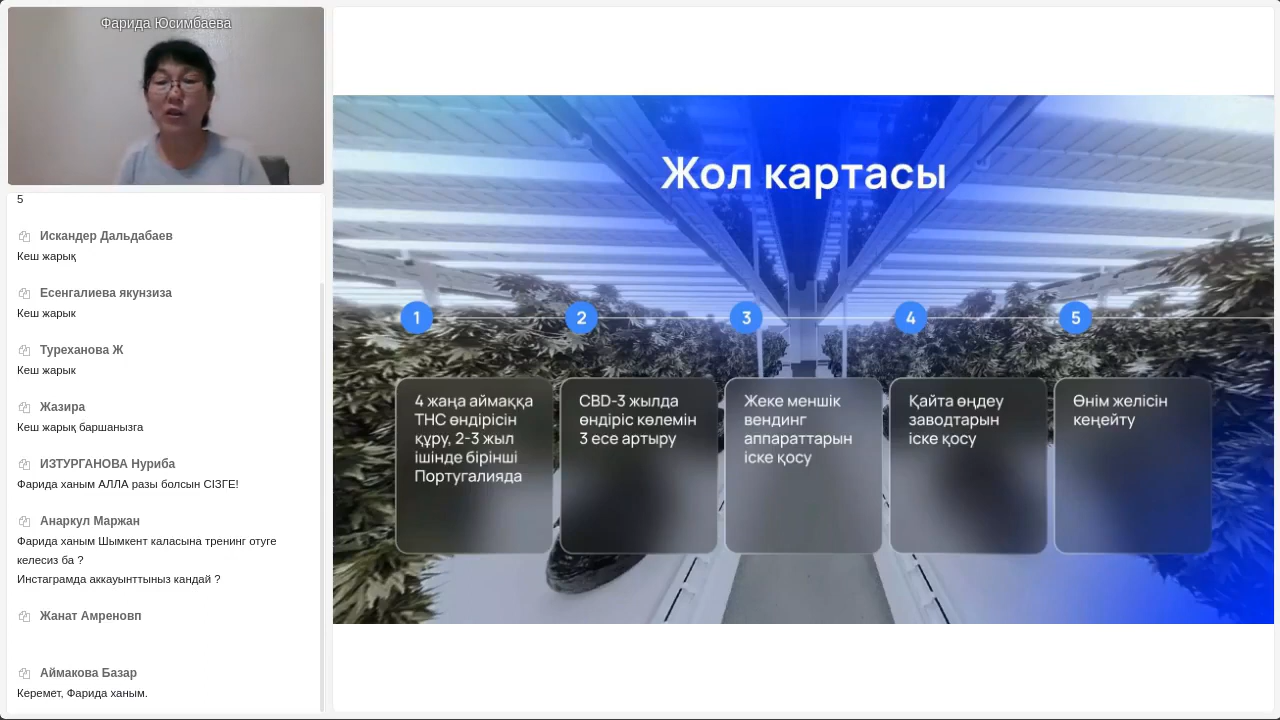 Фарида Юсимбаева
5
Искандер Дальдабаев
Кеш жарық
Есенгалиева якунзиза
Кеш жарык
Туреханова Ж
Кеш жарык
Жазира
Кеш жарық баршанызга
ИЗТУРГАНОВА Нуриба
Фарида ханым АЛЛА разы болсын СІЗГЕ!
Анаркул Маржан
Фарида ханым Шымкент каласына тренинг отуге
келесиз ба ?
Инстаграмда аккауынттыныз кандай ?
Жанат Амреновп
Аймакова Базар
Керемет, Фарида ханым.
Жол картасы
1
4 жаңа аймаққа
ТНС өндірісін
құру, 2-3 жыл
ішінде бірінші
Португалияда
2
CBD-3 жылда
өндіріс көлемін
3 есе артыру
3
Жеке меншік
вендинг
аппараттарын
іске қосу
4
Қайта өңдеу
заводтарын
іске қосу
5
Өнім желісін
кеңейту